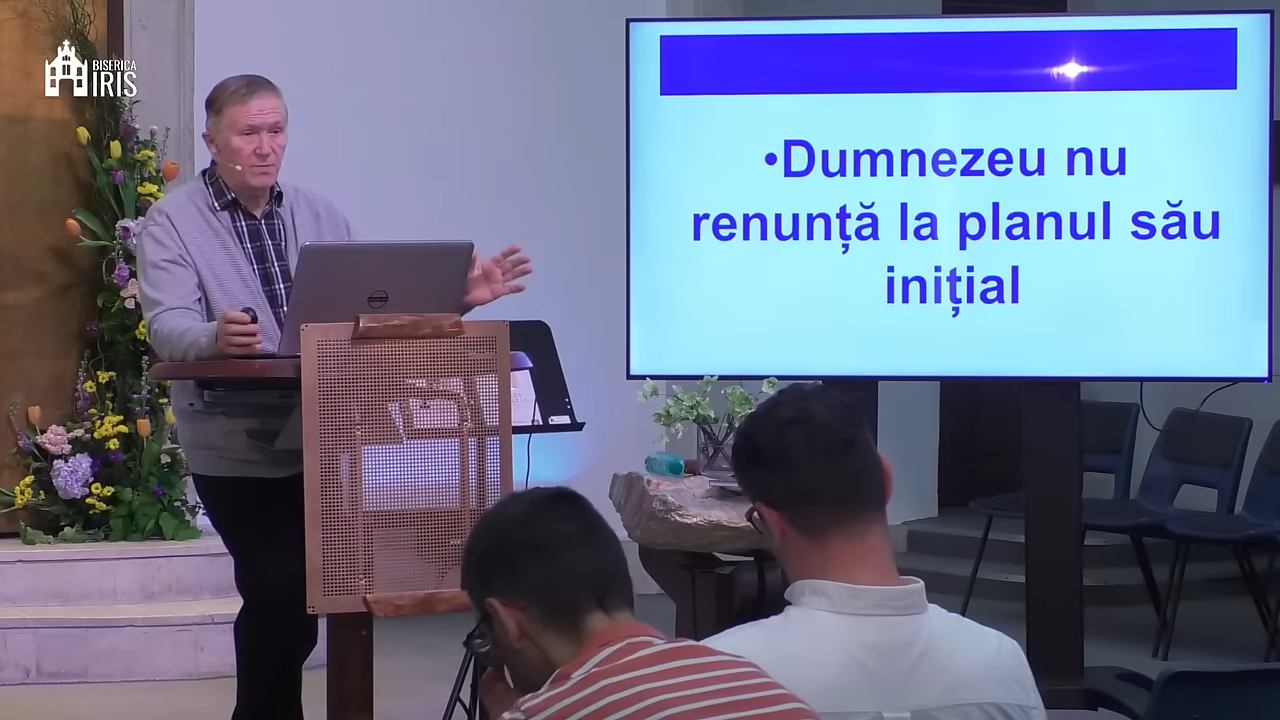 BISERICA
IRIS
•Dumnezeu nu
renunță la planul său
inițial